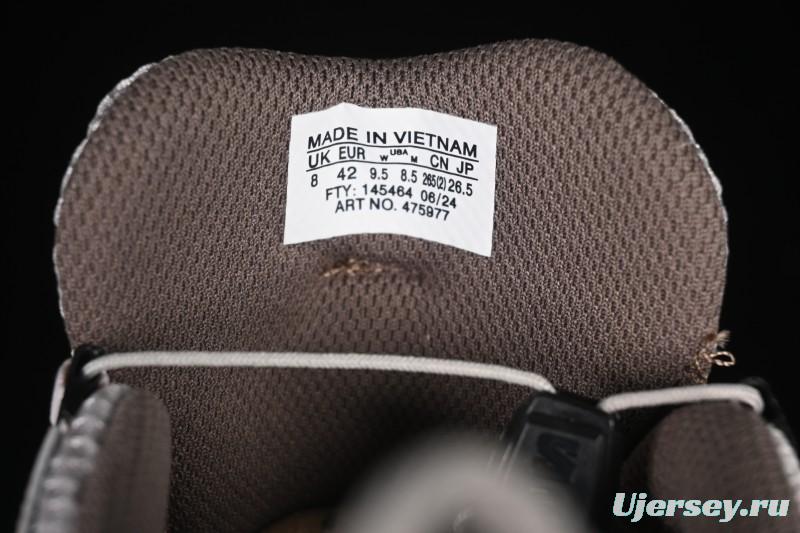 MADE IN VIETNAM
UK EUR W USA M CN JP
8 42 9.5 8.5 265(2) 26.5
FTY: 145464 06/24
ART NO. 475977
Ujersey.ru